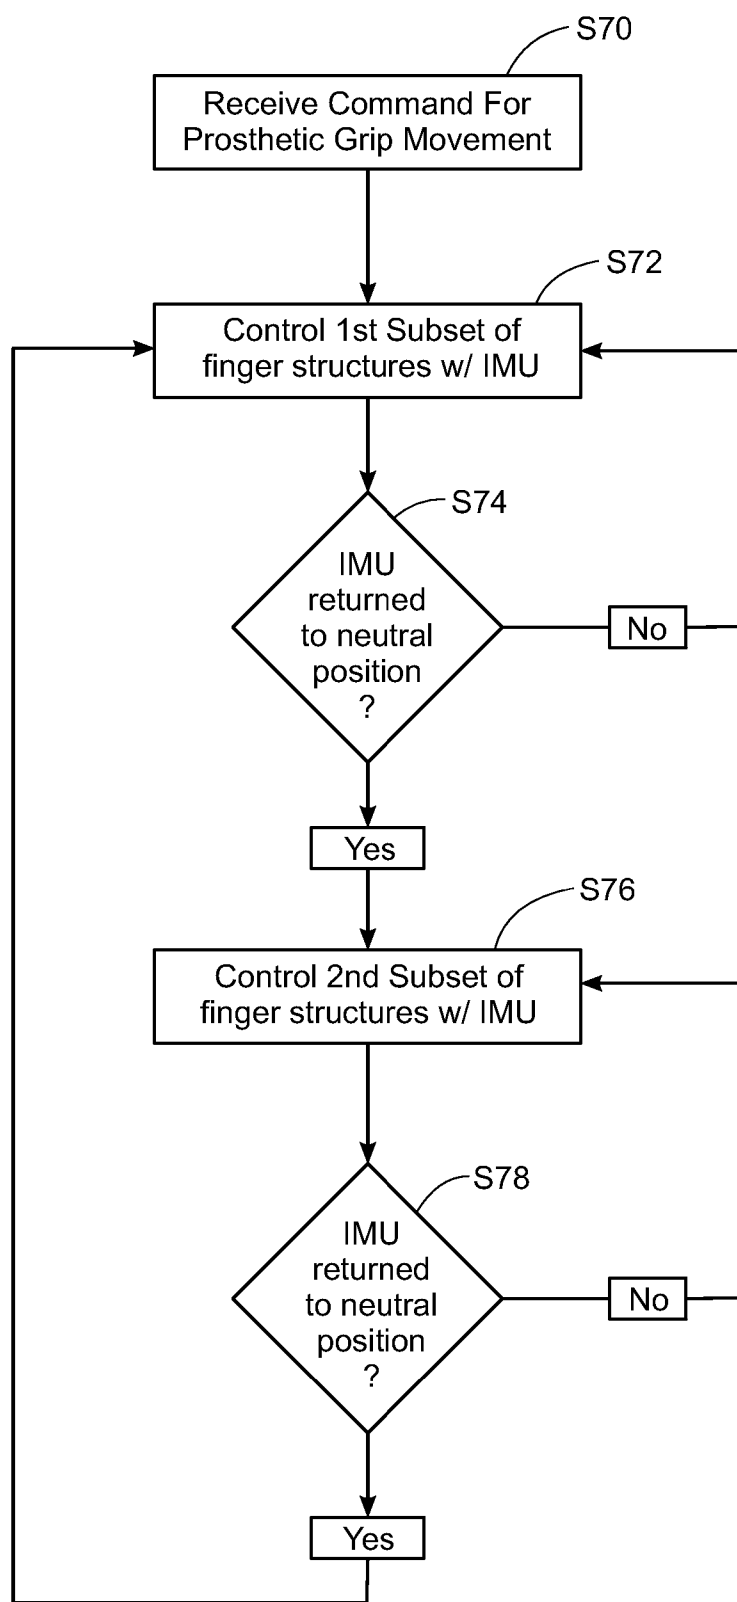 S70
Receive Command For
Prosthetic Grip Movement
S72
Control 1st Subset of
finger structures w/ IMU
S74
IMU
returned
to neutral
position
?
No
Yes
S76
Control 2nd Subset of
finger structures w/ IMU
S78
IMU
returned
to neutral
position
?
No
Yes